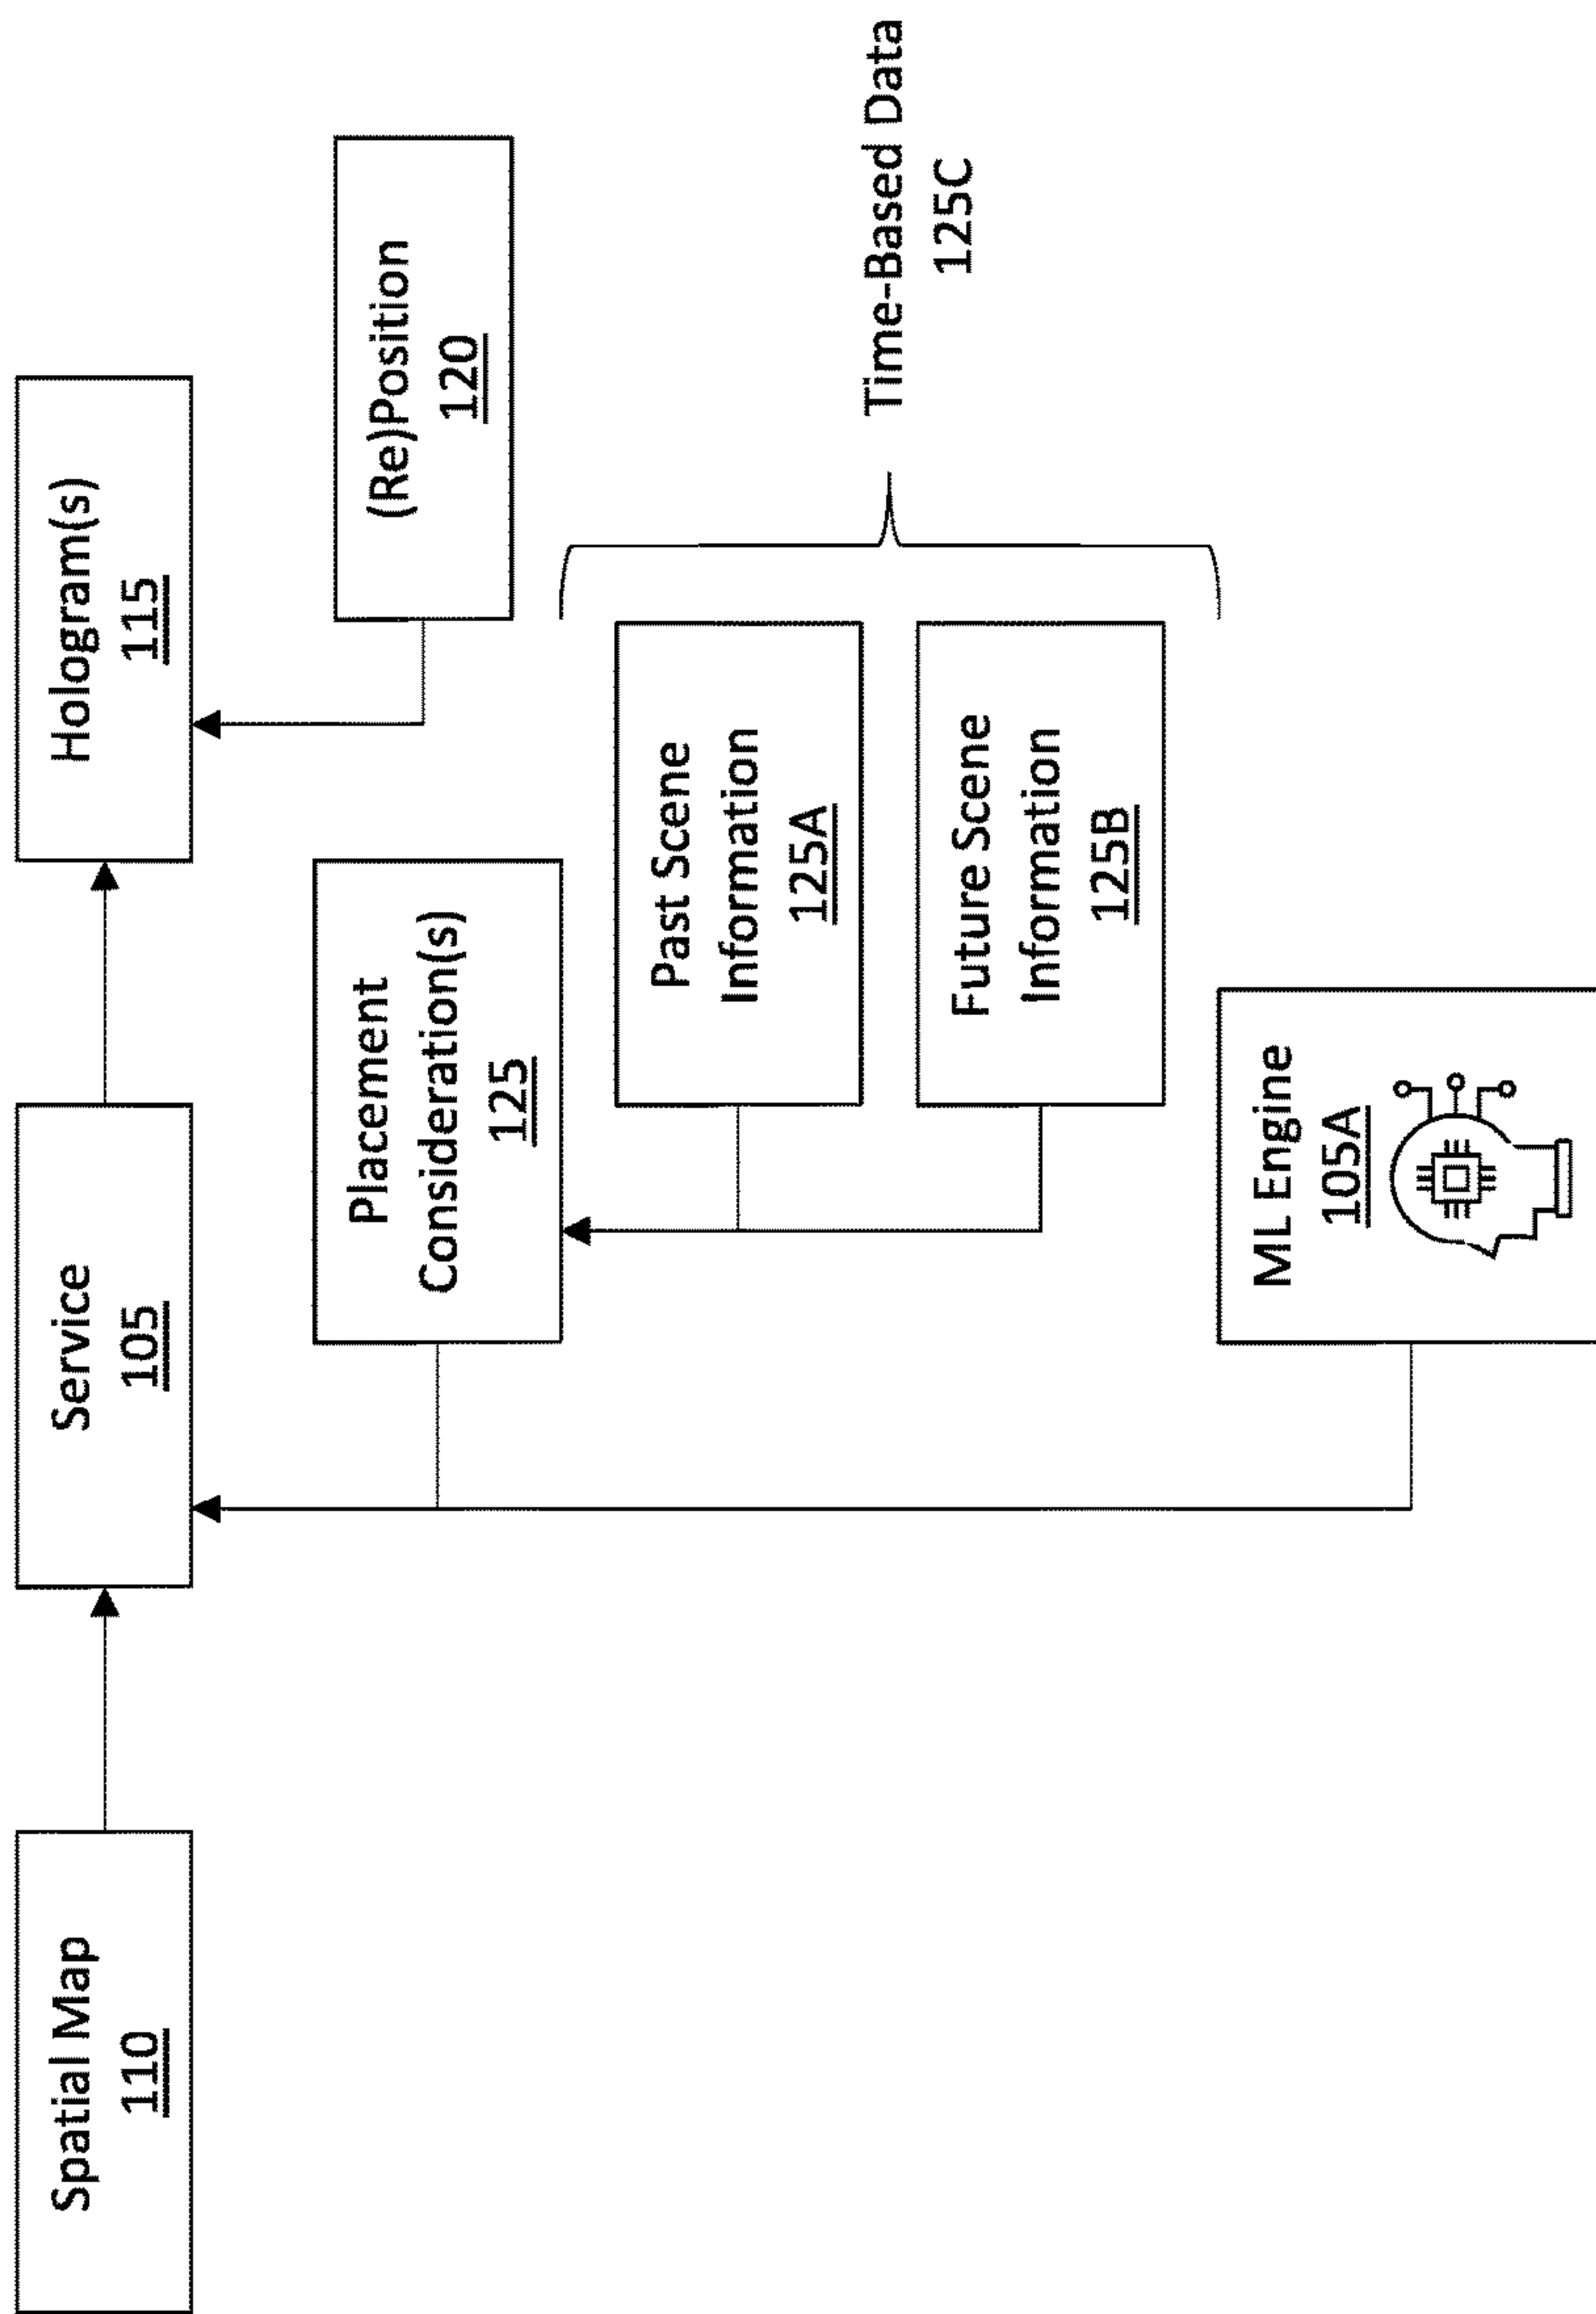 Spatial Map
110
Service
105
Hologram(s)
115
(Re)Position
120
Placement
Consideration(s)
125
Past Scene
Information
125A
Future Scene
Information
125B
Time-Based Data
125C
ML Engine
105A